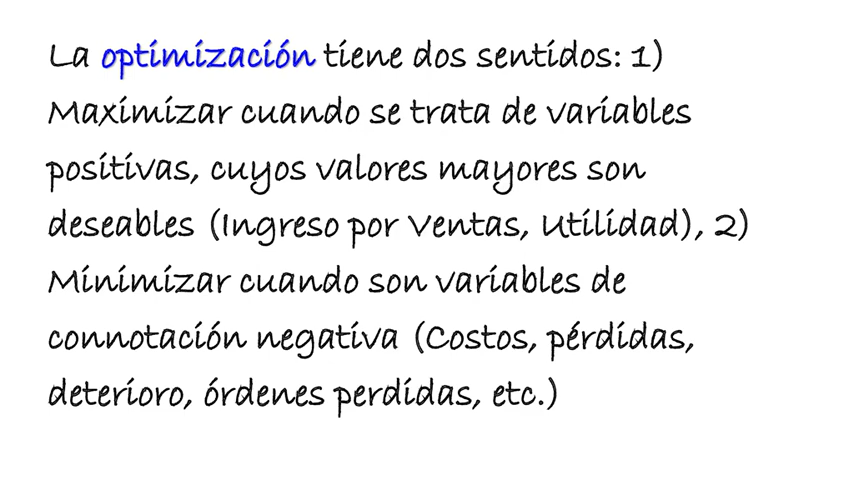 La optimización tiene dos sentidos: 1)
Maximizar cuando se trata de variables
positivas, cuyos valores mayores son
deseables (Ingreso por Ventas, Utilidad), 2)
Minimizar cuando son variables de
connotación negativa (Costos, pérdidas,
deterioro, órdenes perdidas, etc.)